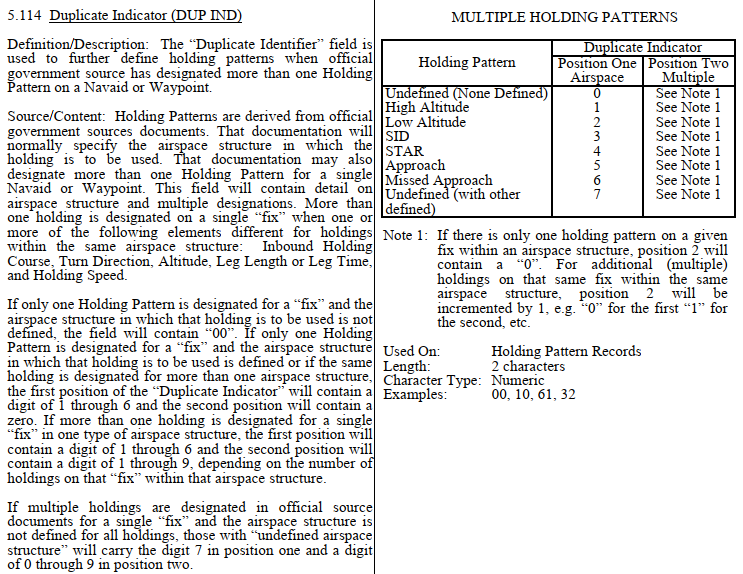 5.114 Duplicate Indicator (DUP IND)
Definition/Description: The “Duplicate Identifier” field is
used to further define holding patterns when official
government source has designated more than one Holding
Pattern on a Navaid or Waypoint.
Source/Content: Holding Patterns are derived from official
government sources documents. That documentation will
normally specify the airspace structure in which the
holding is to be used. That documentation may also
designate more than one Holding Pattern for a single
Navaid or Waypoint. This field will contain detail on
airspace structure and multiple designations. More than
one holding is designated on a single “fix” when one or
more of the following elements different for holdings
within the same airspace structure: Inbound Holding
Course, Turn Direction, Altitude, Leg Length or Leg Time,
and Holding Speed.
If only one Holding Pattern is designated for a “fix” and the
airspace structure in which that holding is to be used is not
defined, the field will contain “00”. If only one Holding
Pattern is designated for a “fix” and the airspace structure
in which that holding is to be used is defined or if the same
holding is designated for more than one airspace structure,
the first position of the “Duplicate Indicator” will contain a
digit of 1 through 6 and the second position will contain a
zero. If more than one holding is designated for a single
“fix” in one type of airspace structure, the first position will
contain a digit of 1 through 6 and the second position will
contain a digit of 1 through 9, depending on the number of
holdings on that “fix” within that airspace structure.
If multiple holdings are designated in official source
documents for a single “fix” and the airspace structure is
not defined for all holdings, those with “undefined airspace
structure” will carry the digit 7 in position one and a digit
of 0 through 9 in position two.
MULTIPLE HOLDING PATTERNS
Holding Pattern Duplicate Indicator
Position One Position Two
Airspace Multiple
Undefined (None Defined) 0 See Note 1
High Altitude 1 See Note 1
Low Altitude 2 See Note 1
SID 3 See Note 1
STAR 4 See Note 1
Approach 5 See Note 1
Missed Approach 6 See Note 1
Undefined (with other 7 See Note 1
defined)
Note 1: If there is only one holding pattern on a given
fix within an airspace structure, position 2 will
contain a “0”. For additional (multiple)
holdings on that same fix within the same
airspace structure, position 2 will be
incremented by 1, e.g. “0” for the first “1” for
the second, etc.
Used On: Holding Pattern Records
Length: 2 characters
Character Type: Numeric
Examples: 00, 10, 61, 32